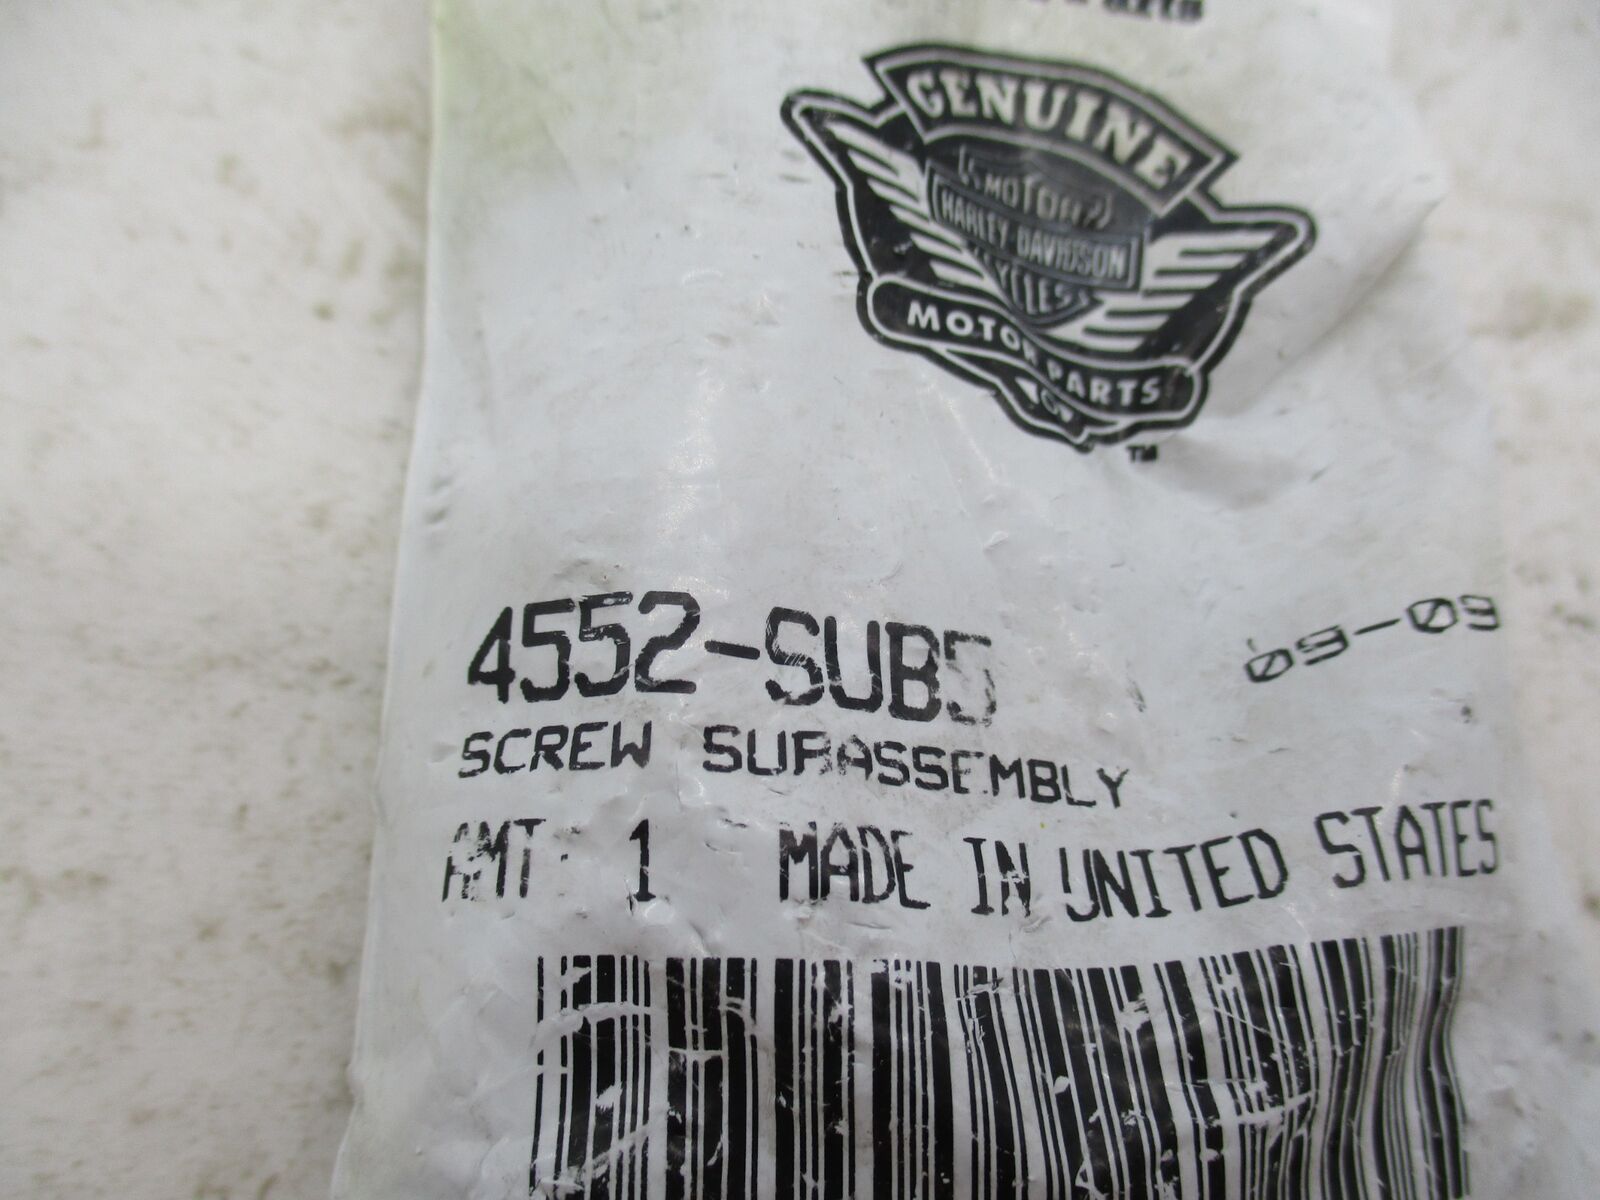 GENUINE
MOTOR
HARLEY-DAVIDSON
CYCLES
MOTOR PARTS
TM
4552-SUB5
09-09
SCREW SUBASSEMBLY
AMT 1 MADE IN UNITED STATES